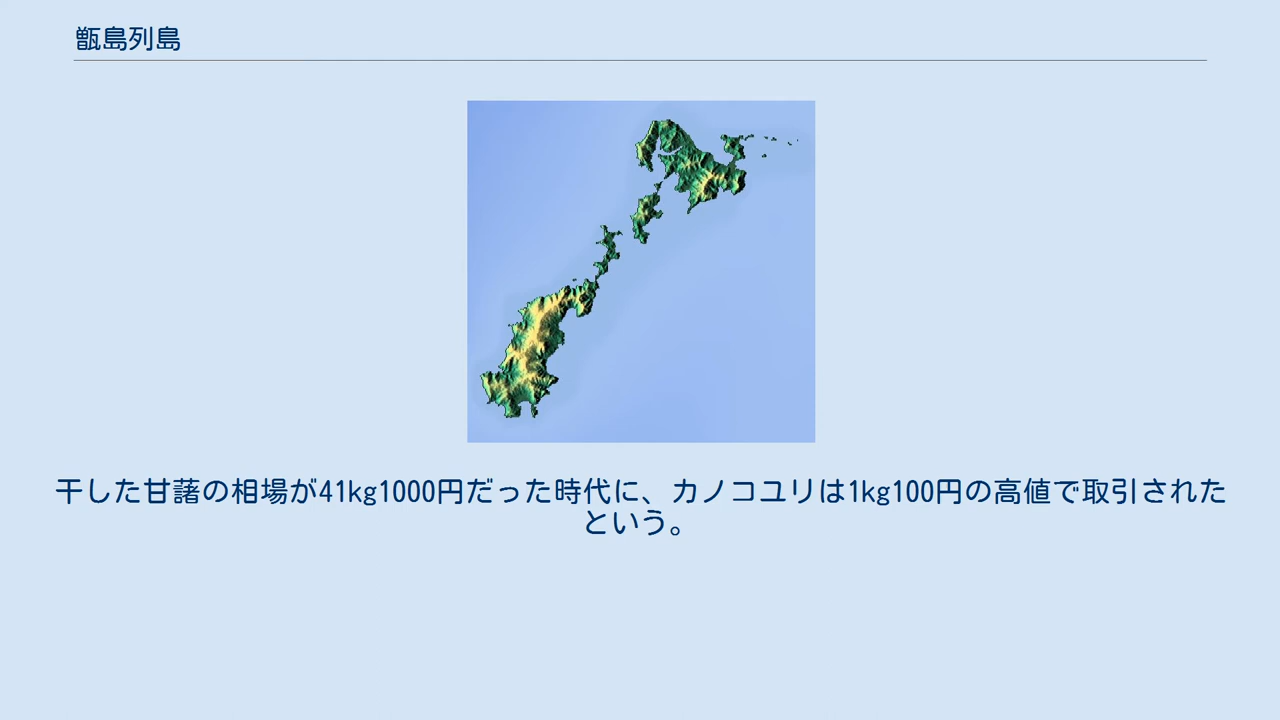 甑島列島
干した甘藷の相場が41kg1000円だった時代に、カノコユリは1kg100円の高値で取引された
という。